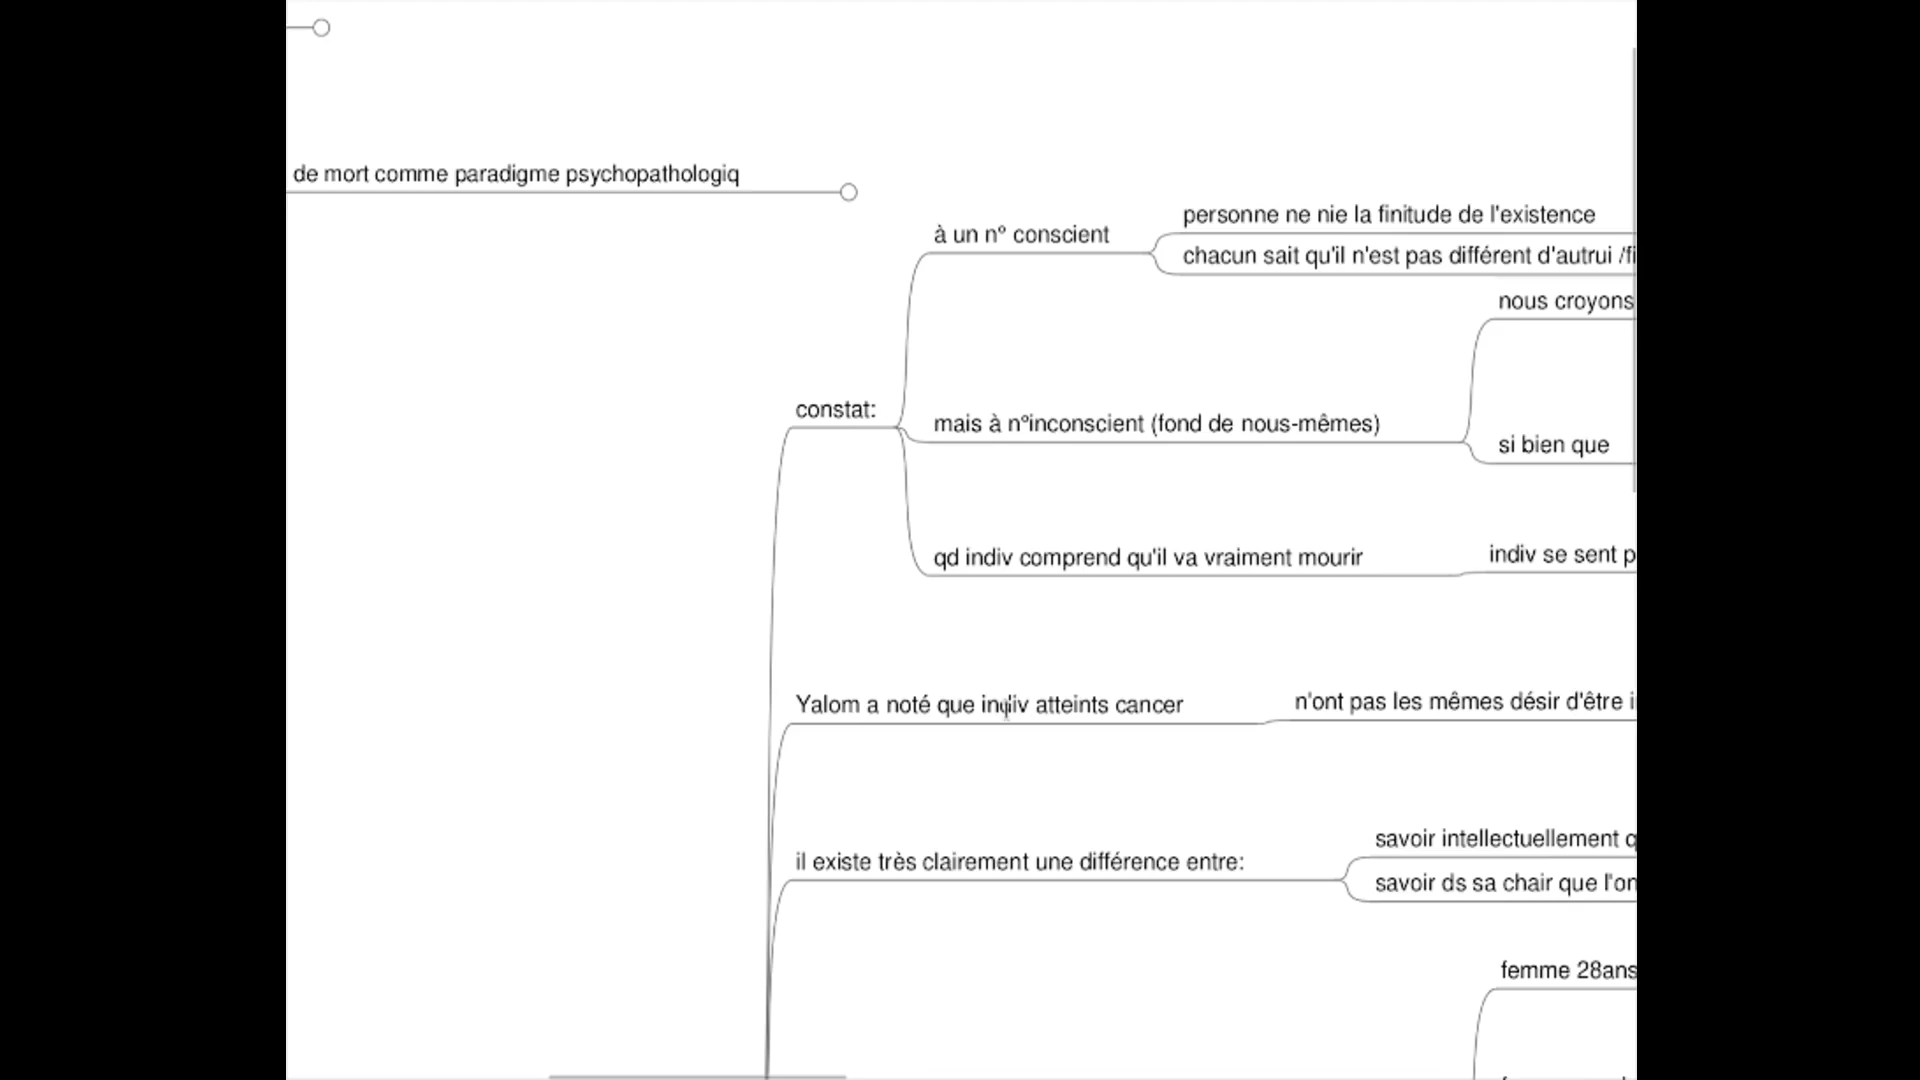 de mort comme paradigme psychopathologiq
à un n° conscient
personne ne nie la finitude de l'existence
chacun sait qu'il n'est pas différent d'autrui /fi
constat:
mais à n°inconscient (fond de nous-mêmes)
nous croyons
si bien que
qd indiv comprend qu'il va vraiment mourir
indiv se sent p
Yalom a noté que indiv atteints cancer
n'ont pas les mêmes désir d'être i
il existe très clairement une différence entre:
savoir intellectuellement q
savoir ds sa chair que l'on
femme 28ans